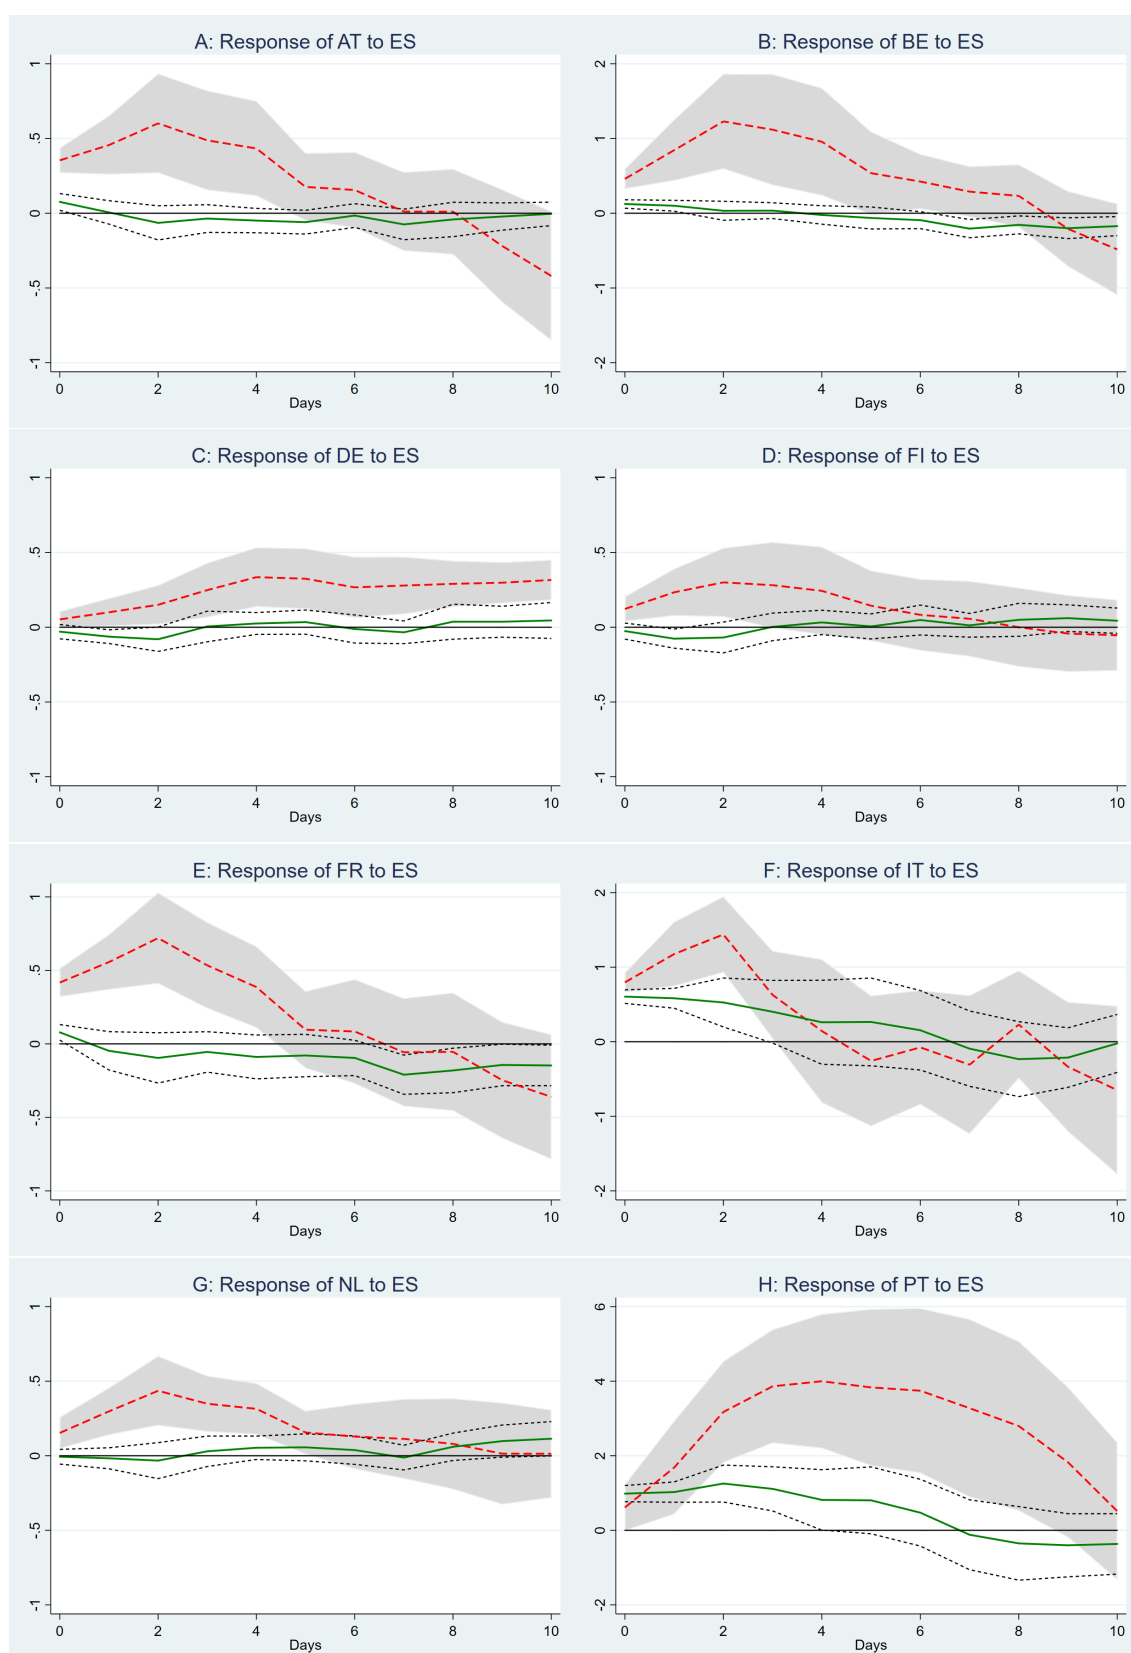 A: Response of AT to ES
1
.5
0
-.5
-1
0 2 4 6 8 10
Days
B: Response of BE to ES
2
1
0
-1
-2
0 2 4 6 8 10
Days
C: Response of DE to ES
1
.5
0
-.5
-1
0 2 4 6 8 10
Days
D: Response of FI to ES
1
.5
0
-.5
-1
0 2 4 6 8 10
Days
E: Response of FR to ES
1
.5
0
-.5
-1
0 2 4 6 8 10
Days
F: Response of IT to ES
2
1
0
-1
-2
0 2 4 6 8 10
Days
G: Response of NL to ES
1
.5
0
-.5
-1
0 2 4 6 8 10
Days
H: Response of PT to ES
6
4
2
0
-2
0 2 4 6 8 10
Days